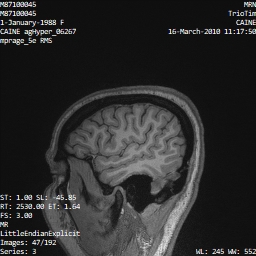 M87100045
M87100045
1-January-1988 F
CAINE agHyper_06267
mprage_5e RMS
MRN
TrioTim
CAINE
16-March-2010 11:17:50
ST: 1.00 SL: -45.85
RT: 2530.00 ET: 1.64
FS: 3.00
MR
LittleEndianExplicit
Images: 47/192
Series: 3
WL: 245 WW: 552